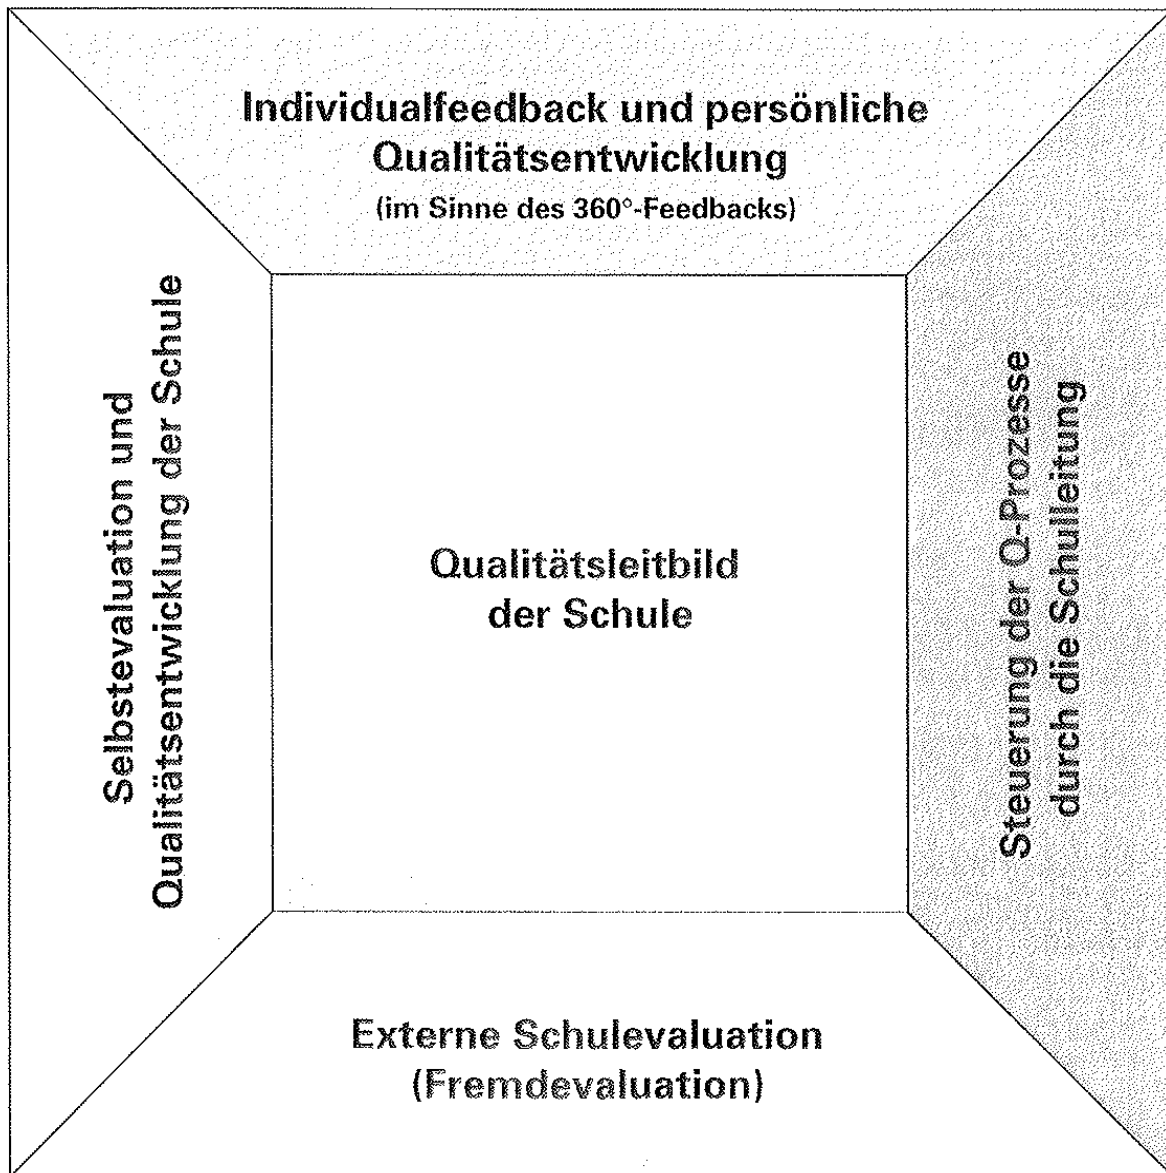 Individualfeedback und persönliche
Qualitätsentwicklung
(im Sinne des 360°-Feedbacks)
Selbstevaluation und
Qualitätsentwicklung der Schule
Qualitätsleitbild
der Schule
Steuerung der Q-Prozesse
durch die Schulleitung
Externe Schulevaluation
(Fremdevaluation)